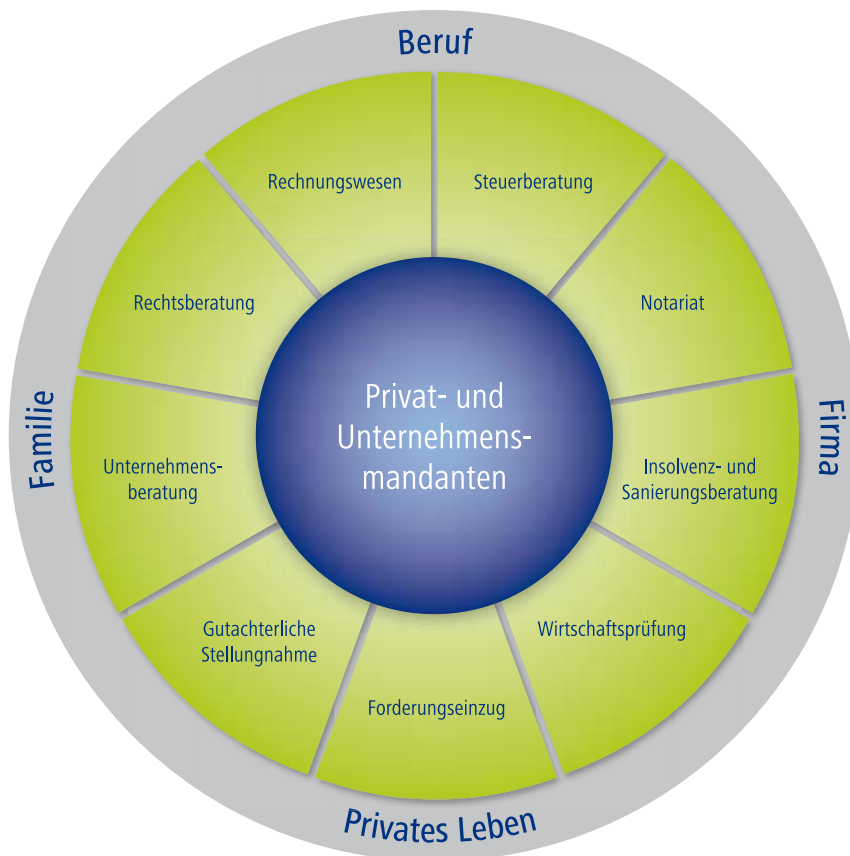 Beruf
Rechnungswesen
Steuerberatung
Rechtsberatung
Notariat
Familie
Privat- und
Unternehmens-
mandanten
Firma
Unternehmens-
beratung
Insolvenz- und
Sanierungsberatung
Gutachterliche
Stellungnahme
Wirtschaftsprüfung
Forderungseinzug
Privates Leben